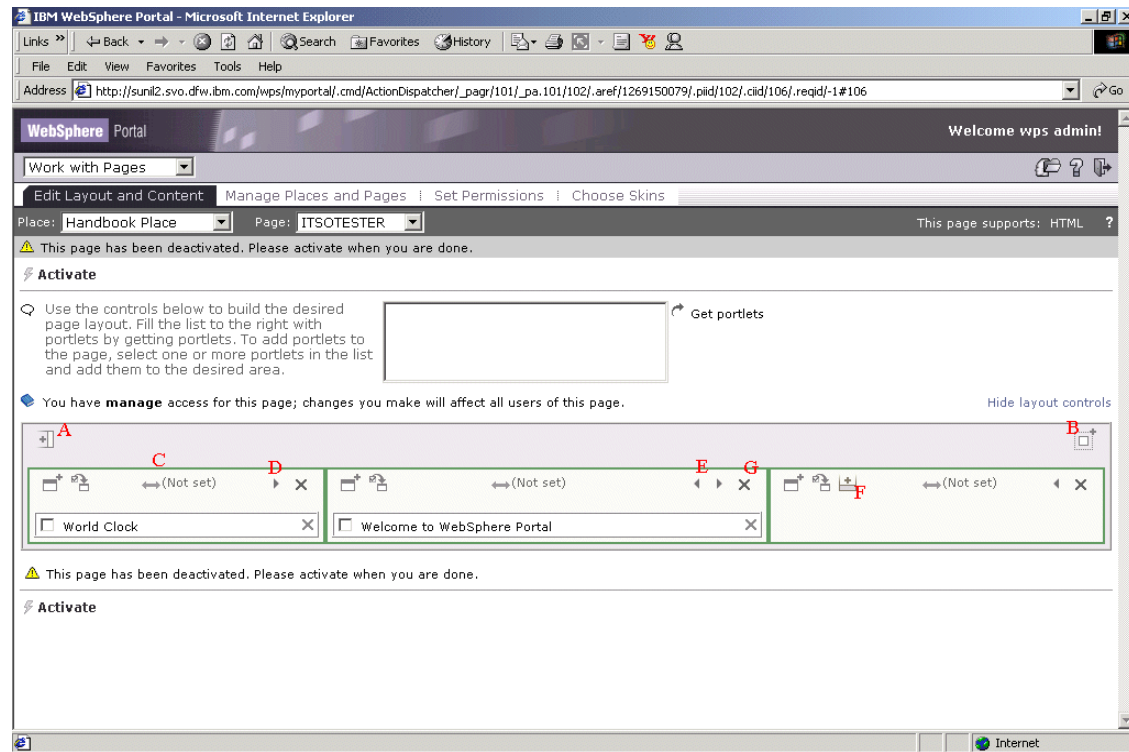 IBM WebSphere Portal - Microsoft Internet Explorer
Links » Back Search Favorites History
File Edit View Favorites Tools Help
Address http://sunil2.svo.dfw.ibm.com/wps/myportal/.cmd/ActionDispatcher/_pagr/101/_pa.101/102/.aref/1269150079/.piid/102/.ciid/106/.reqid/-1#106 Go
WebSphere Portal Welcome wps admin!
Work with Pages
Edit Layout and Content Manage Places and Pages Set Permissions Choose Skins
Place: Handbook Place Page: ITSOTESTER This page supports: HTML ?
This page has been deactivated. Please activate when you are done.
Activate
Use the controls below to build the desired
page layout. Fill the list to the right with
portlets by getting portlets. To add portlets to
the page, select one or more portlets in the list
and add them to the desired area.
Get portlets
You have manage access for this page; changes you make will affect all users of this page. Hide layout controls
A B
C D E G
(Not set) (Not set) F (Not set)
World Clock Welcome to WebSphere Portal
This page has been deactivated. Please activate when you are done.
Activate
Internet